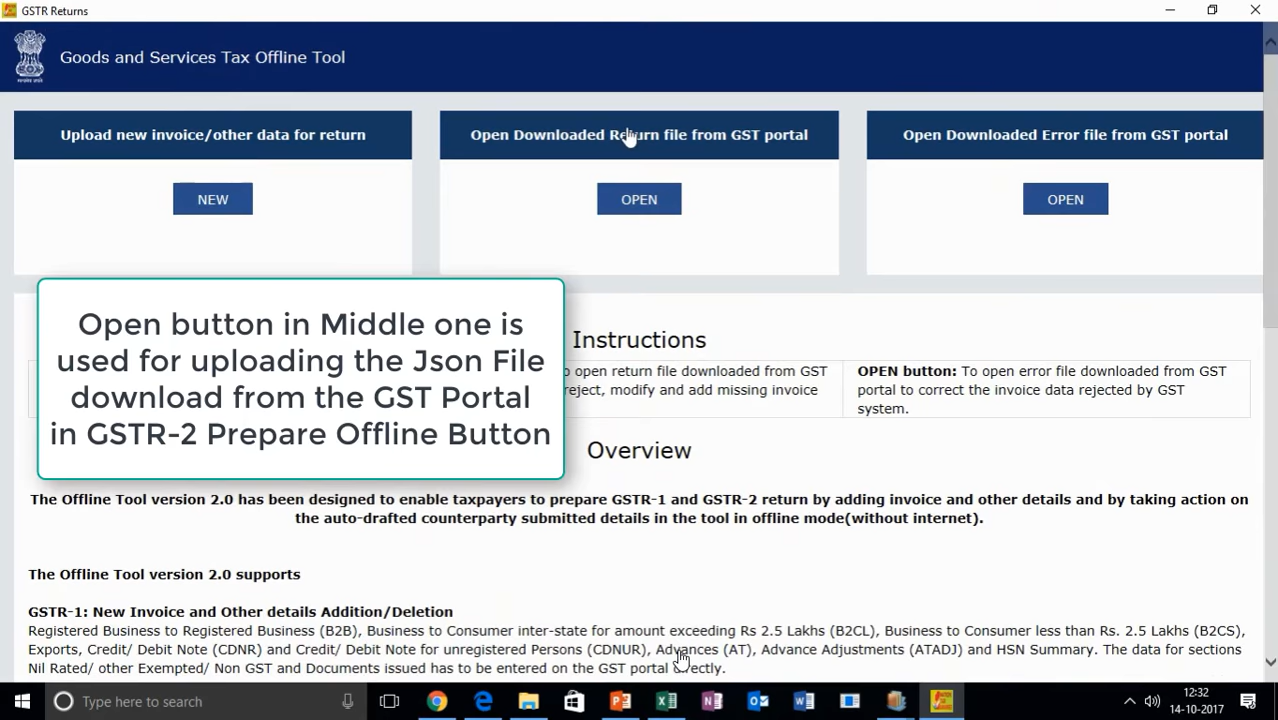 GSTR Returns
Goods and Services Tax Offline Tool
Upload new invoice/other data for return
Open Downloaded Return file from GST portal
Open Downloaded Error file from GST portal
NEW
OPEN
OPEN
Open button in Middle one is
used for uploading the Json File
download from the GST Portal
in GSTR-2 Prepare Offline Button
Instructions
o open return file downloaded from GST
reject, modify and add missing invoice
OPEN button: To open error file downloaded from GST
portal to correct the invoice data rejected by GST
system.
Overview
The Offline Tool version 2.0 has been designed to enable taxpayers to prepare GSTR-1 and GSTR-2 return by adding invoice and other details and by taking action on
the auto-drafted counterparty submitted details in the tool in offline mode(without internet).
The Offline Tool version 2.0 supports
GSTR-1: New Invoice and Other details Addition/Deletion
Registered Business to Registered Business (B2B), Business to Consumer inter-state for amount exceeding Rs 2.5 Lakhs (B2CL), Business to Consumer less than Rs. 2.5 Lakhs (B2CS),
Exports, Credit/ Debit Note (CDNR) and Credit/ Debit Note for unregistered Persons (CDNUR), Advances (AT), Advance Adjustments (ATADJ) and HSN Summary. The data for sections
Nil Rated/ other Exempted/ Non GST and Documents issued has to be entered on the GST portal directly.
Type here to search
12:32
14-10-2017